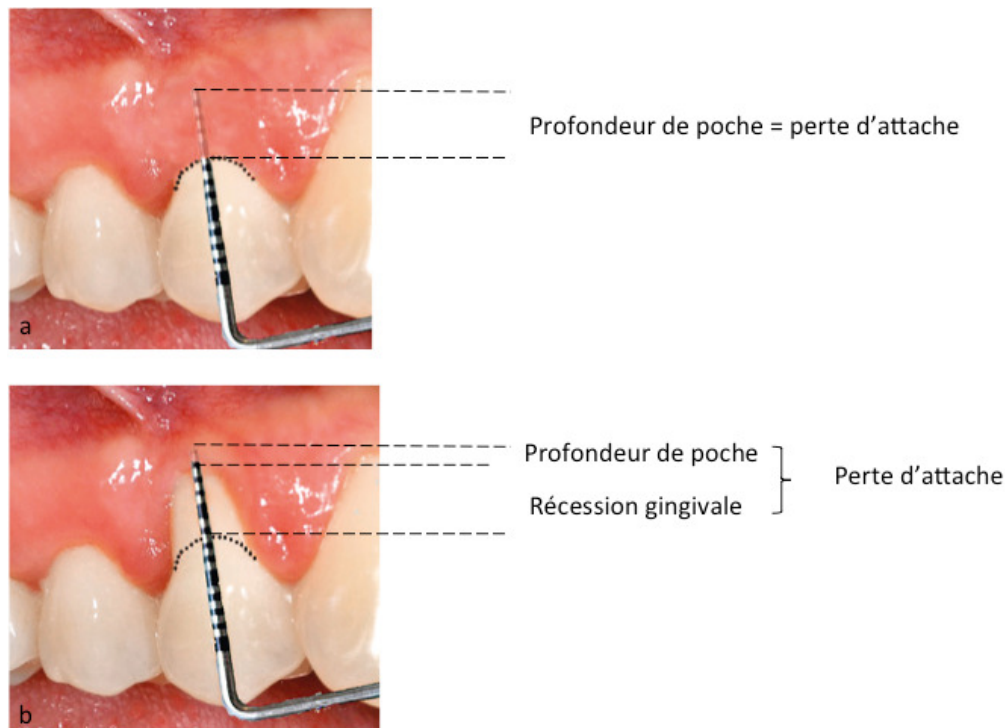 Profondeur de poche = perte d'attache
a
Profondeur de poche
Perte d'attache
Récession gingivale
b